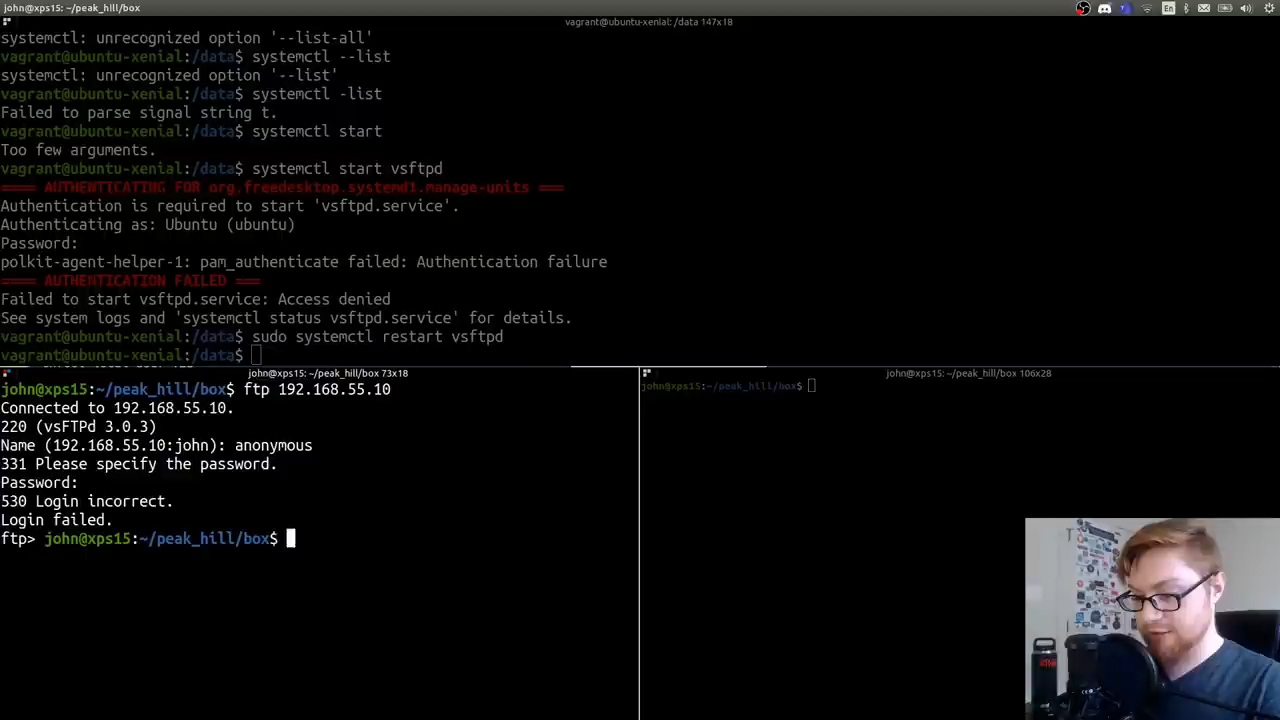 john@xps15: ~/peak_hill/box
En
vagrant@ubuntu-xenial: /data 147x18
systemctl: unrecognized option '--list-all'
vagrant@ubuntu-xenial:/data$ systemctl --list
systemctl: unrecognized option '--list'
vagrant@ubuntu-xenial:/data$ systemctl -list
Failed to parse signal string t.
vagrant@ubuntu-xenial:/data$ systemctl start
Too few arguments.
vagrant@ubuntu-xenial:/data$ systemctl start vsftpd
==== AUTHENTICATING FOR org.freedesktop.systemd1.manage-units ===
Authentication is required to start 'vsftpd.service'.
Authenticating as: Ubuntu (ubuntu)
Password:
polkit-agent-helper-1: pam_authenticate failed: Authentication failure
==== AUTHENTICATION FAILED ===
Failed to start vsftpd.service: Access denied
See system logs and 'systemctl status vsftpd.service' for details.
vagrant@ubuntu-xenial:/data$ sudo systemctl restart vsftpd
vagrant@ubuntu-xenial:/data$
john@xps15: ~/peak_hill/box 73x18
john@xps15:~/peak_hill/box$ ftp 192.168.55.10
Connected to 192.168.55.10.
220 (vsFTPd 3.0.3)
Name (192.168.55.10:john): anonymous
331 Please specify the password.
Password:
530 Login incorrect.
Login failed.
ftp> john@xps15:~/peak_hill/box$
john@xps15: ~/peak_hill/box 106x28
john@xps15:~/peak_hill/box$